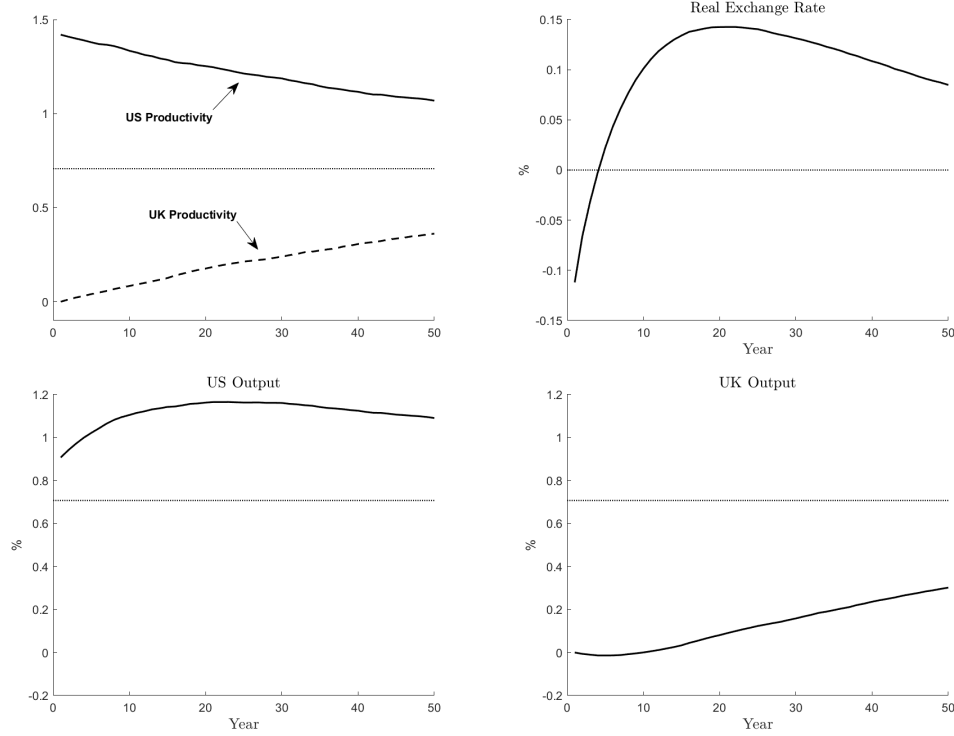 1.5
1
0.5
0
US Productivity
UK Productivity
0 10 20 30 40 50
Real Exchange Rate
0.15
0.1
0.05
0
-0.05
-0.1
-0.15
%
0 10 20 30 40 50
Year
US Output
1.2
1
0.8
0.6
0.4
0.2
0
-0.2
%
0 10 20 30 40 50
Year
UK Output
1.2
1
0.8
0.6
0.4
0.2
0
-0.2
%
0 10 20 30 40 50
Year